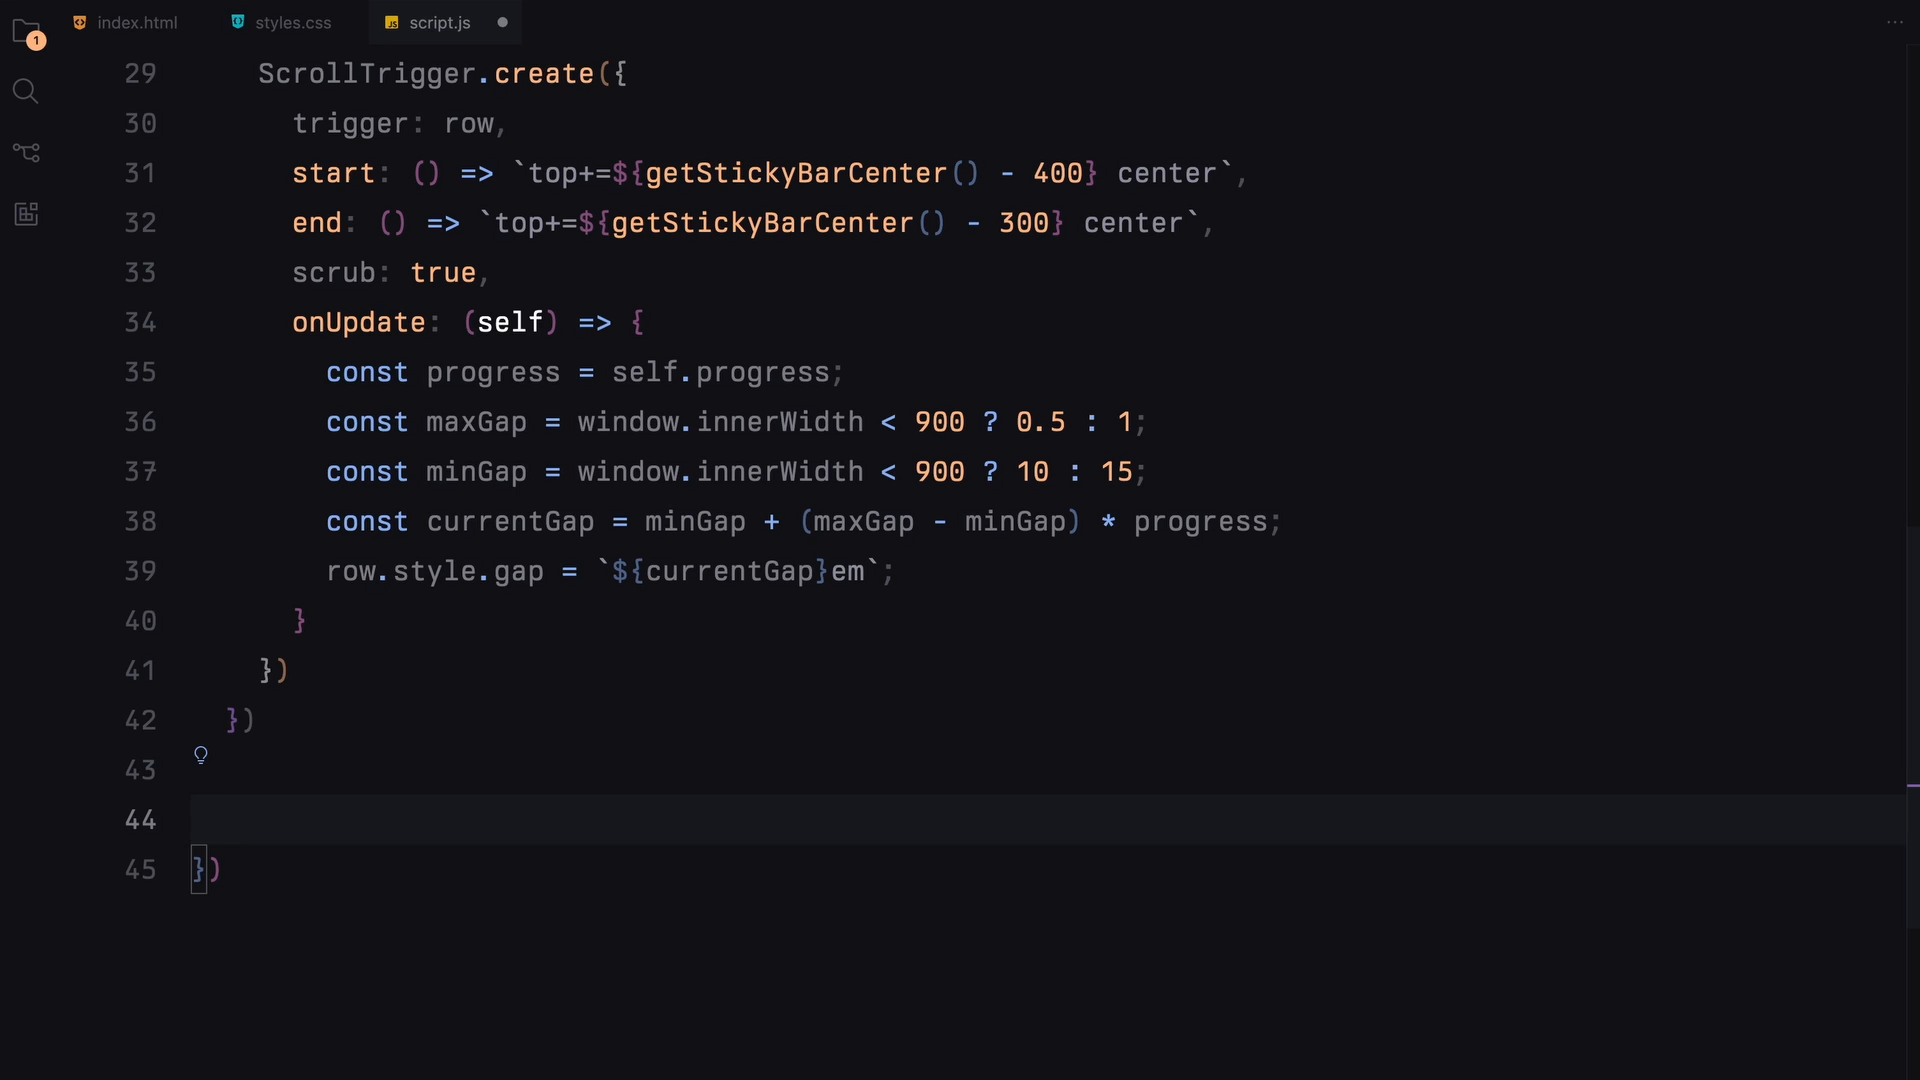 index.html styles.css script.js ...
1
29 ScrollTrigger.create({
30 trigger: row,
31 start: () => `top+=${getStickyBarCenter() - 400} center`,
32 end: () => `top+=${getStickyBarCenter() - 300} center`,
33 scrub: true,
34 onUpdate: (self) => {
35 const progress = self.progress;
36 const maxGap = window.innerWidth < 900 ? 0.5 : 1;
37 const minGap = window.innerWidth < 900 ? 10 : 15;
38 const currentGap = minGap + (maxGap - minGap) * progress;
39 row.style.gap = `${currentGap}em`;
40 }
41 })
42 })
43
44
45 })